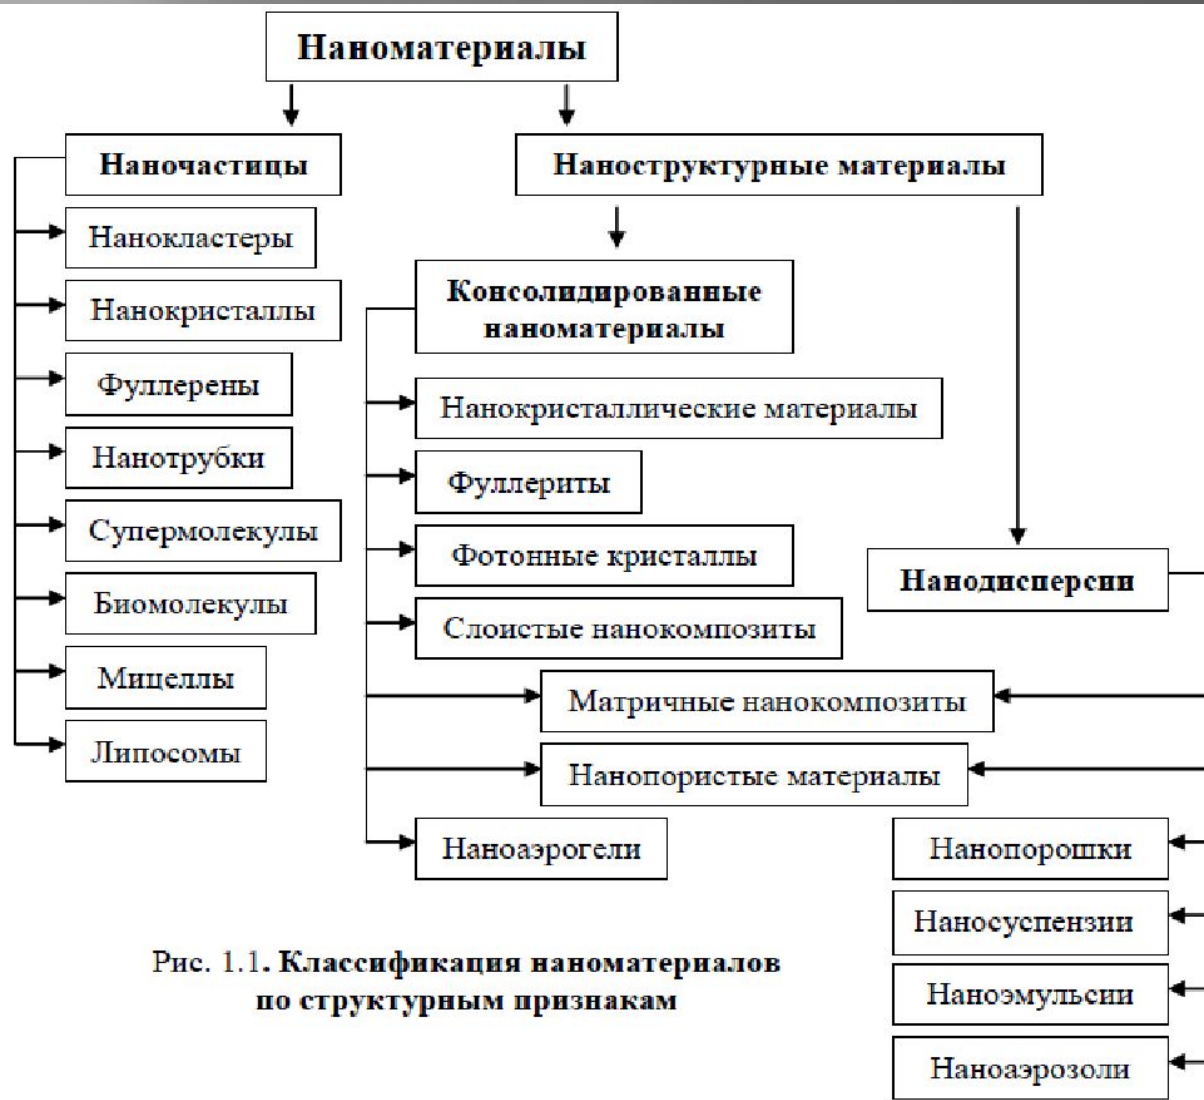 Наноматериалы
Наночастицы
Нанокластеры
Нанокристаллы
Фуллерены
Нанотрубки
Супермолекулы
Биомолекулы
Мицеллы
Липосомы
Наноструктурные материалы
Консолидированные
наноматериалы
Нанокристаллические материалы
Фуллериты
Фотонные кристаллы
Слоистые нанокомпозиты
Матричные нанокомпозиты
Нанопористые материалы
Наноаэрогели
Нанодисперсии
Нанопорошки
Наносуспензии
Наноэмульсии
Наноаэрозоли
Рис. 1.1. Классификация наноматериалов
по структурным признакам